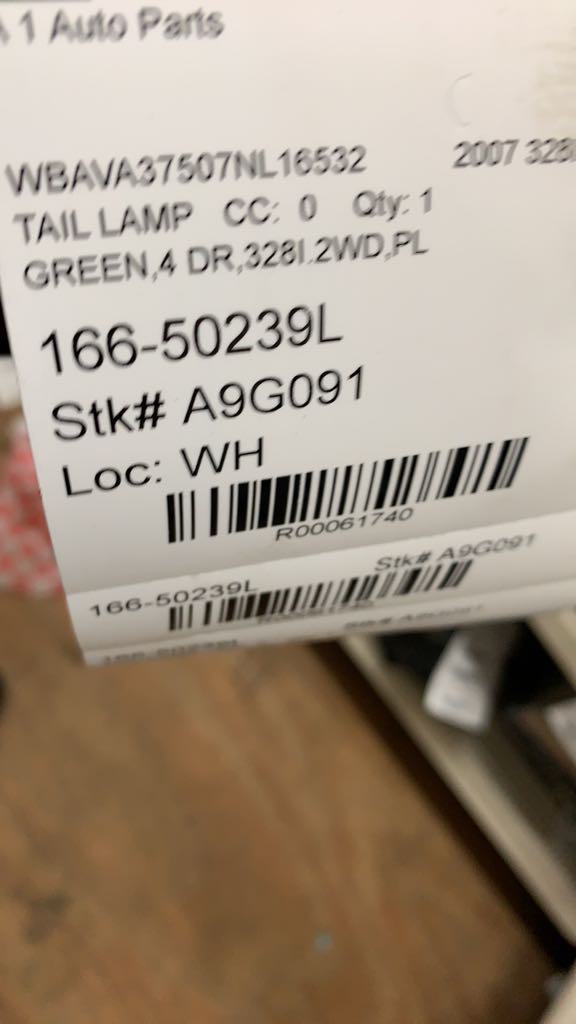 A 1 Auto Parts
WBAVA37507NL16532 2007 328
TAIL LAMP CC: 0 Qty: 1
GREEN,4 DR,328I.2WD,PL
166-50239L
Stk# A9G091
Loc: WH
R00061740
166-50239L Stk# A9G091